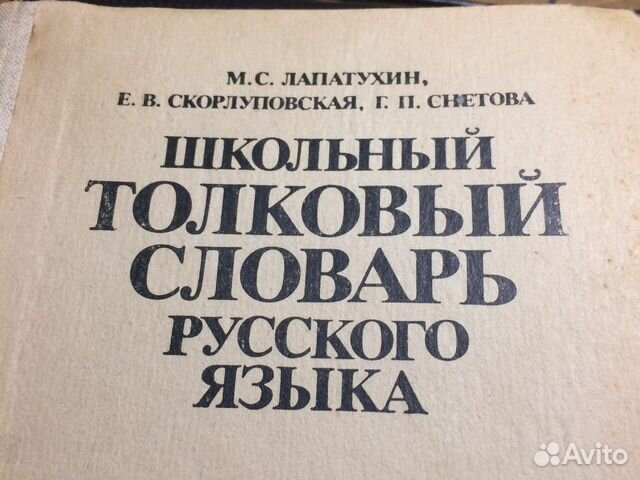 М.С. ЛАПАТУХИН,
Е. В. СКОРЛУПОВСКАЯ, Г. П. СНЕТОВА
ШКОЛЬНЫЙ
ТОЛКОВЫЙ
СЛОВАРЬ
РУССКОГО
ЯЗЫКА
Avito